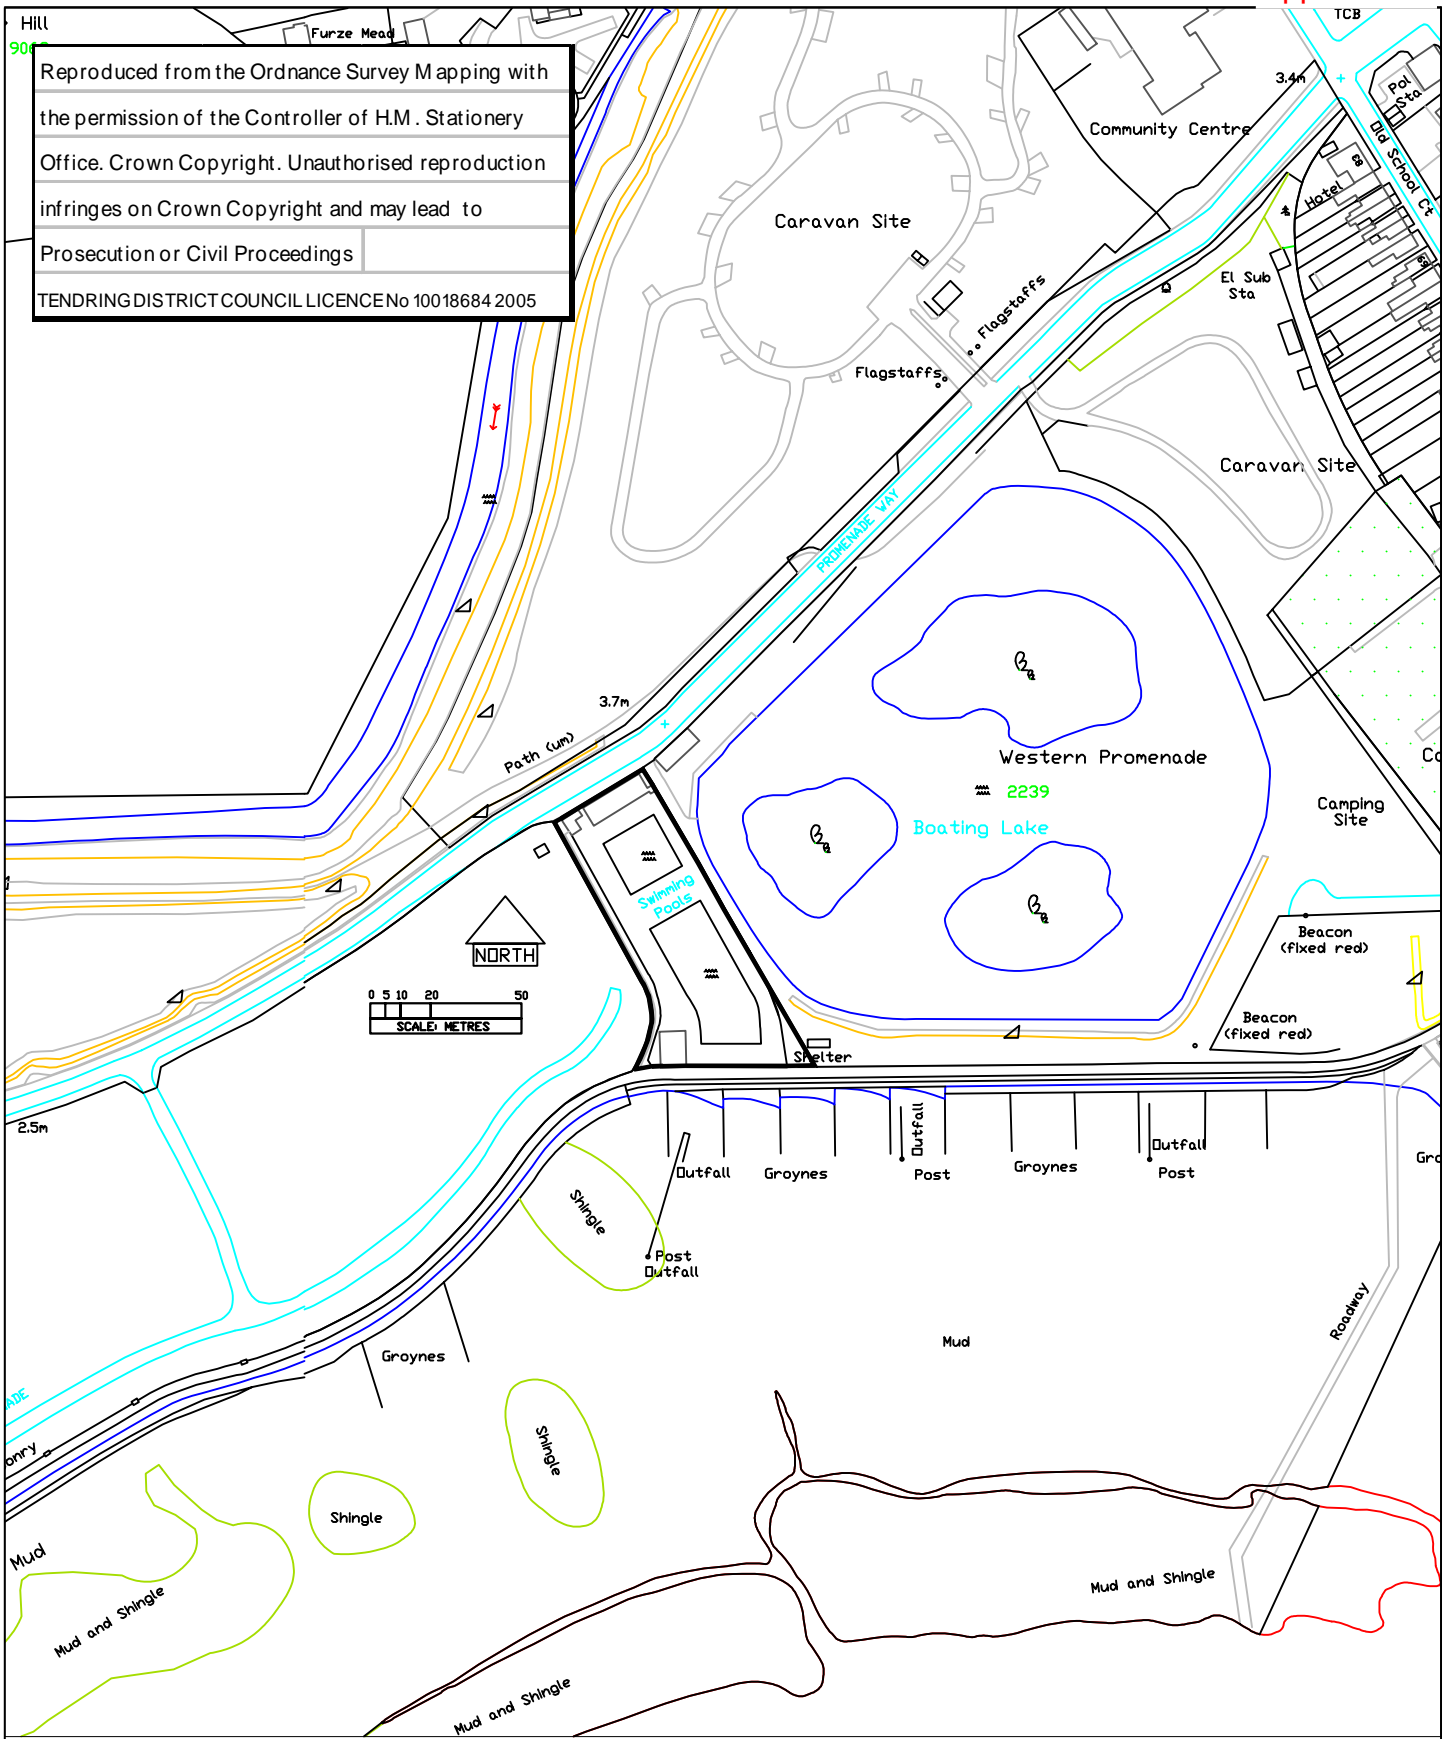 Hill
Furze Mead
TCB
Reproduced from the Ordnance Survey Mapping with
the permission of the Controller of H.M. Stationery
Office. Crown Copyright. Unauthorised reproduction
infringes on Crown Copyright and may lead to
Prosecution or Civil Proceedings
TENDRING DISTRICT COUNCIL LICENCE No 10018684 2005
3.4m
Pol
Sta
Community Centre
Old School Ct
83
Hotel
Caravan Site
69
El Sub
Sta
Flagstaffs
Flagstaffs
Caravan Site
PROMENADE WAY
3.7m
Path (um)
Western Promenade
2239
Boating Lake
Camping
Site
Swimming
Pools
Beacon
(fixed red)
NORTH
0 5 10 20 50
SCALE: METRES
Beacon
(fixed red)
Shelter
2.5m
Outfall
Groynes
Outfall
Post
Groynes
Outfall
Post
Shingle
Post
Outfall
Roadway
Mud
Groynes
Shingle
Shingle
Mud
Mud and Shingle
Mud and Shingle
Mud and Shingle